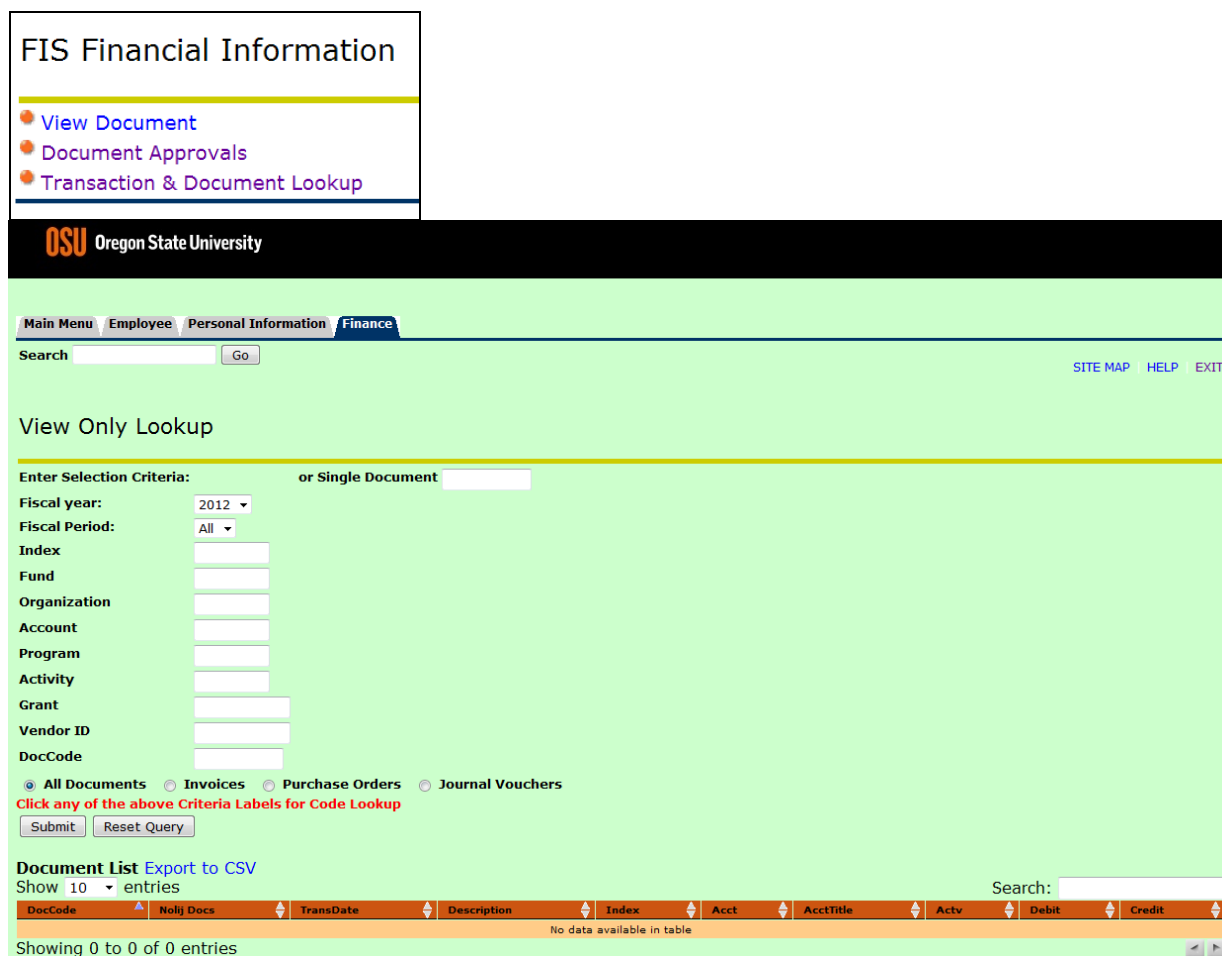 FIS Financial Information
View Document
Document Approvals
Transaction & Document Lookup
OSU Oregon State University
Main Menu Employee Personal Information Finance
Search Go
SITE MAP HELP EXIT
View Only Lookup
Enter Selection Criteria: or Single Document
Fiscal year: 2012
Fiscal Period: All
Index
Fund
Organization
Account
Program
Activity
Grant
Vendor ID
DocCode
All Documents Invoices Purchase Orders Journal Vouchers
Click any of the above Criteria Labels for Code Lookup
Submit Reset Query
Document List Export to CSV
Show 10 entries Search:
DocCode Nolij Docs TransDate Description Index Acct AcctTitle Actv Debit Credit
No data available in table
Showing 0 to 0 of 0 entries